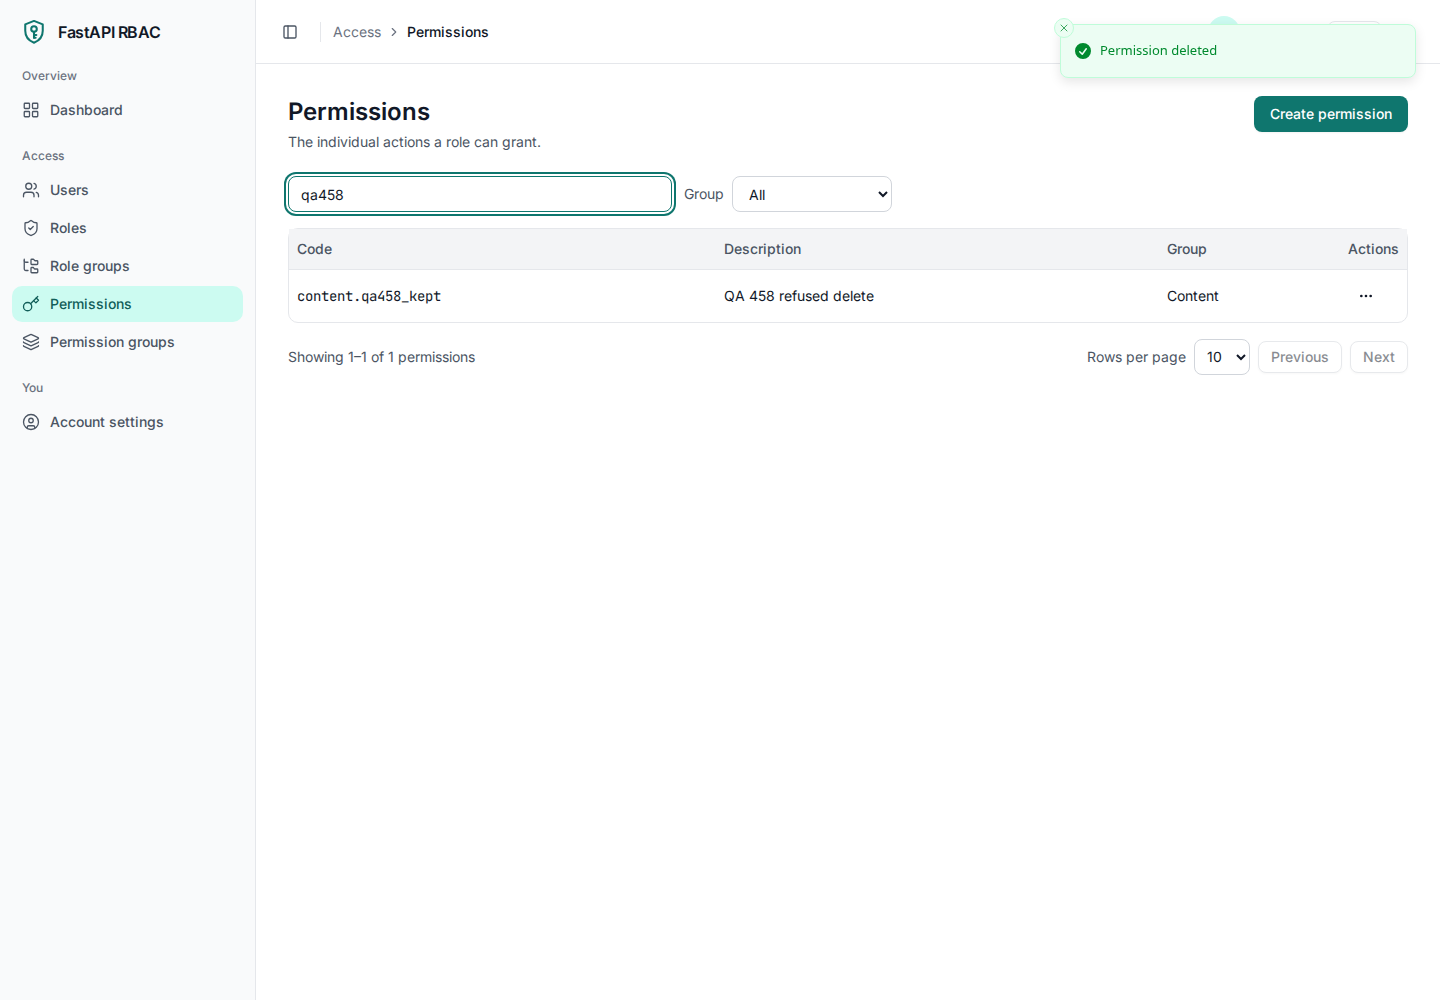 FastAPI RBAC
Overview
Dashboard
Access
Users
Roles
Role groups
Permissions
Permission groups
You
Account settings
Access > Permissions
Permission deleted
Permissions
The individual actions a role can grant.
Create permission
qa458
Group
All
Code Description Group Actions
content.qa458_kept QA 458 refused delete Content
Showing 1–1 of 1 permissions
Rows per page 10 Previous Next